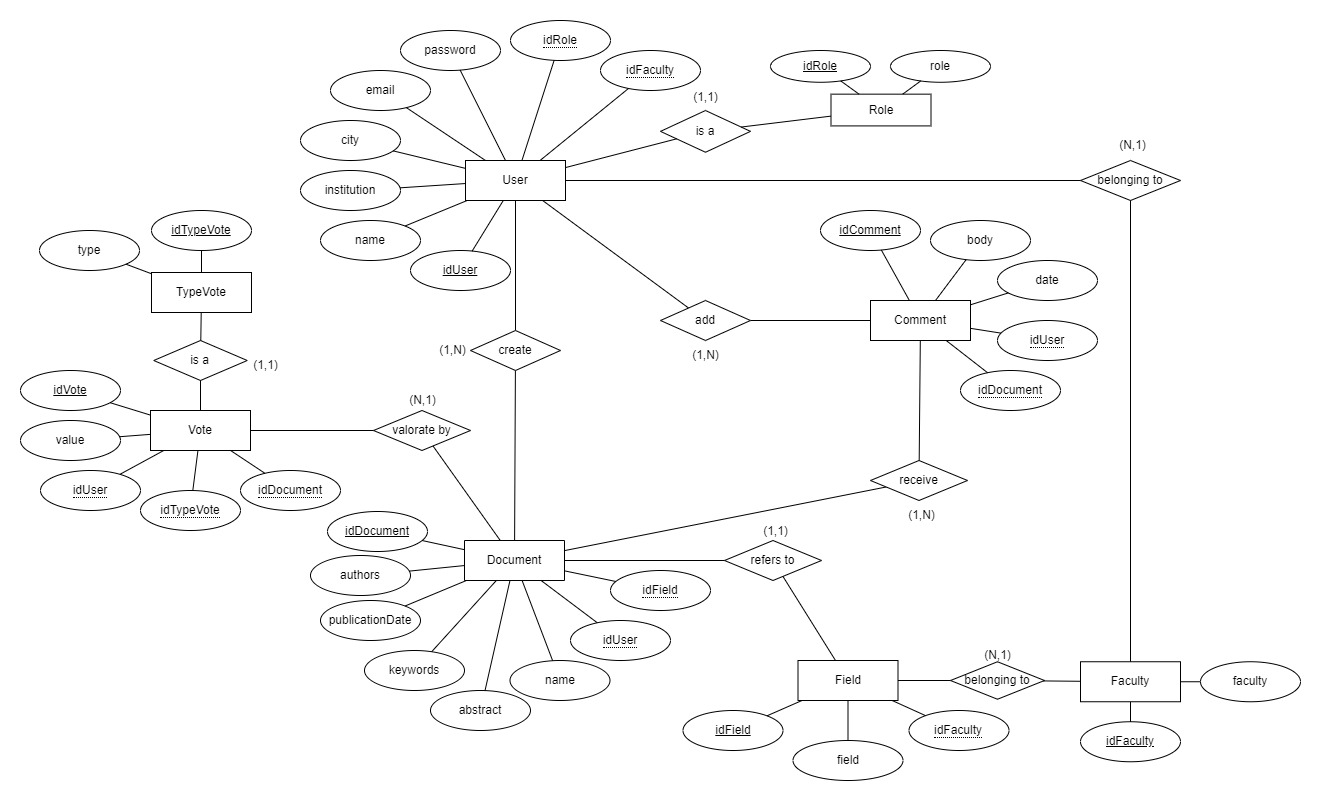 idRole
password
idFaculty
idRole
role
email
(1,1)
Role
is a
city
(N,1)
User
belonging to
institution
idTypeVote
idComment
name
body
type
idUser
date
TypeVote
add
Comment
idUser
create
(1,N)
(1,N)
is a
(1,1)
idVote
idDocument
(N,1)
Vote
valorate by
value
receive
idUser
idDocument
idTypeVote
(1,N)
idDocument
(1,1)
Document
refers to
authors
idField
publicationDate
idUser
(N,1)
keywords
name
Field
belonging to
Faculty
faculty
abstract
idField
idFaculty
idFaculty
field